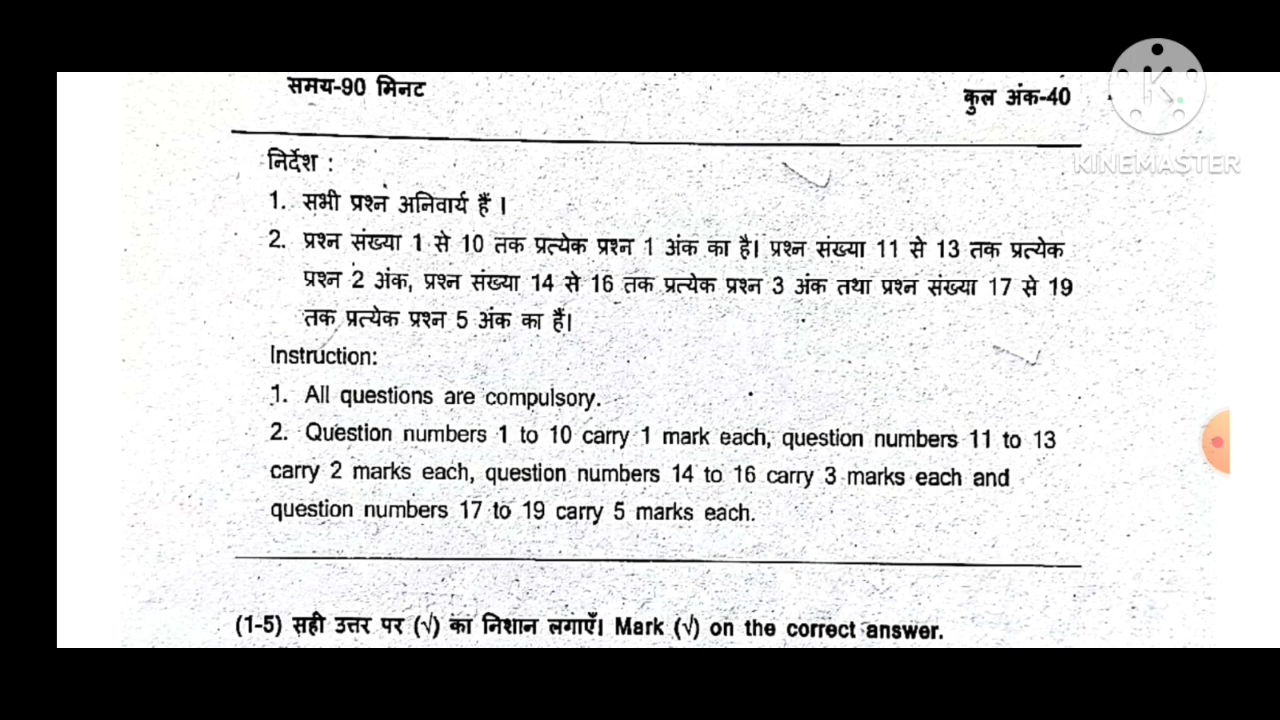 समय-90 मिनट
कुल अंक-40
KINEMASTER
निर्देश :
1. सभी प्रश्न अनिवार्य हैं ।
2. प्रश्न संख्या 1 से 10 तक प्रत्येक प्रश्न 1 अंक का है। प्रश्न संख्या 11 से 13 तक प्रत्येक
प्रश्न 2 अंक, प्रश्न संख्या 14 से 16 तक प्रत्येक प्रश्न 3 अंक तथा प्रश्न संख्या 17 से 19
तक प्रत्येक प्रश्न 5 अंक का हैं।
Instruction:
1. All questions are compulsory.
2. Question numbers 1 to 10 carry 1 mark each, question numbers 11 to 13
carry 2 marks each, question numbers 14 to 16 carry 3 marks each and
question numbers 17 to 19 carry 5 marks each.
(1-5) सही उत्तर पर (√) का निशान लगाएँ। Mark (√) on the correct answer.